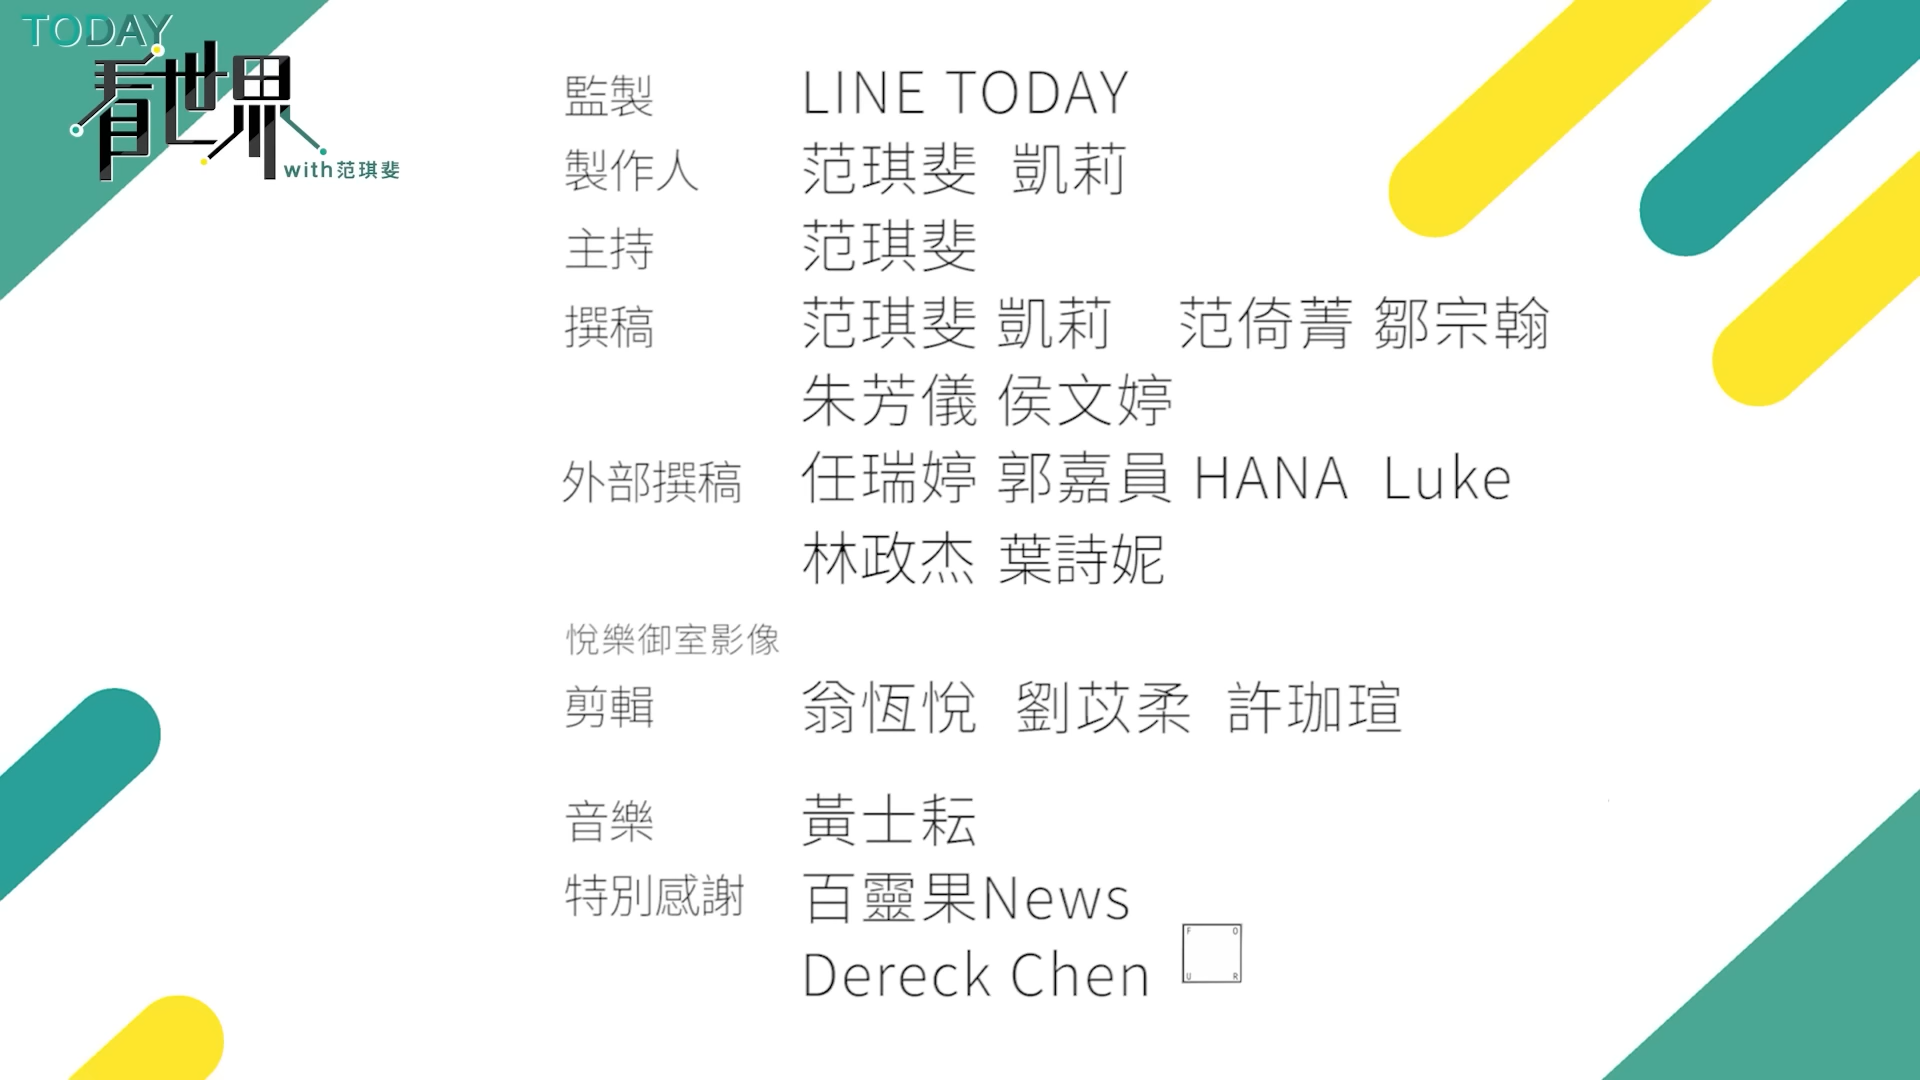 TODAY
看世界
with范琪斐
監製 LINE TODAY
製作人 范琪斐 凱莉
主持 范琪斐
撰稿 范琪斐 凱莉 范倚菁 鄒宗翰
朱芳儀 侯文婷
外部撰稿 任瑞婷 郭嘉員 HANA Luke
林政杰 葉詩妮
悅樂御室影像
剪輯 翁恆悅 劉苡柔 許珈瑄
音樂 黃士耘
特別感謝 百靈果News
Dereck Chen
FOUR